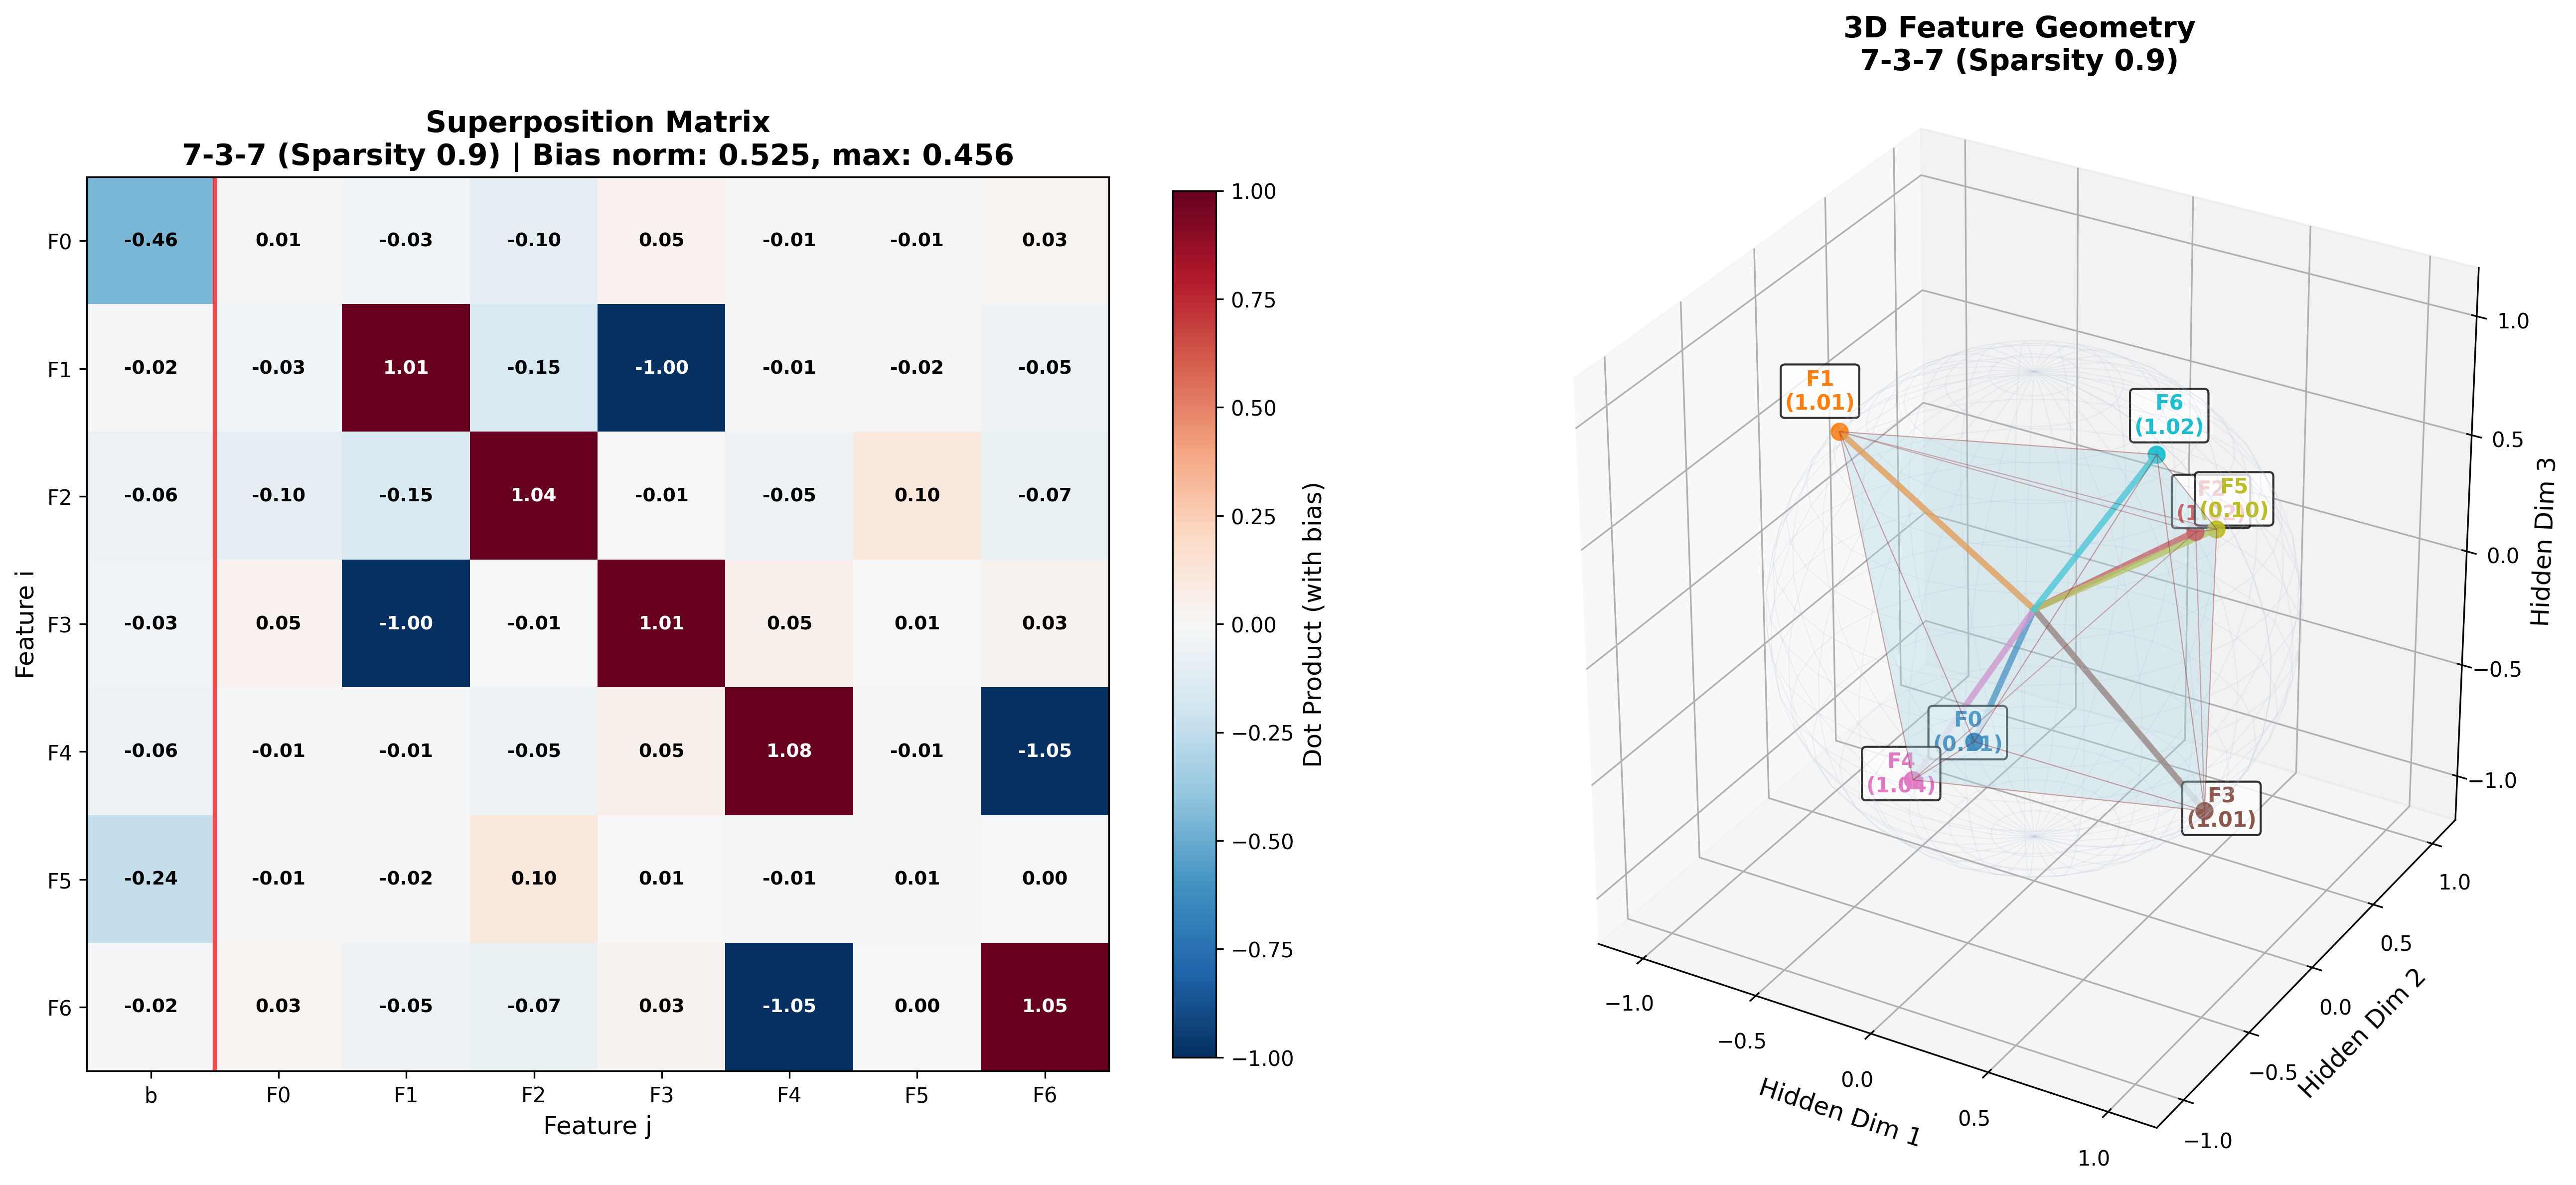 Superposition Matrix
7-3-7 (Sparsity 0.9) | Bias norm: 0.525, max: 0.456
Feature i
F0 -0.46 0.01 -0.03 -0.10 0.05 -0.01 -0.01 0.03
F1 -0.02 -0.03 1.01 -0.15 -1.00 -0.01 -0.02 -0.05
F2 -0.06 -0.10 -0.15 1.04 -0.01 -0.05 0.10 -0.07
F3 -0.03 0.05 -1.00 -0.01 1.01 0.05 0.01 0.03
F4 -0.06 -0.01 -0.01 -0.05 0.05 1.08 -0.01 -1.05
F5 -0.24 -0.01 -0.02 0.10 0.01 -0.01 0.01 0.00
F6 -0.02 0.03 -0.05 -0.07 0.03 -1.05 0.00 1.05
b F0 F1 F2 F3 F4 F5 F6
Feature j
1.00
0.75
0.50
0.25
0.00
−0.25
−0.50
−0.75
−1.00
Dot Product (with bias)
3D Feature Geometry
7-3-7 (Sparsity 0.9)
F1
(1.01)
F6
(1.02)
F5
(0.10)
F0
F4
F3
(1.01)
1.0
0.5
0.0
−0.5
−1.0
Hidden Dim 3
−1.0
−0.5
0.0
0.5
1.0
Hidden Dim 1
1.0
0.5
0.0
−0.5
−1.0
Hidden Dim 2